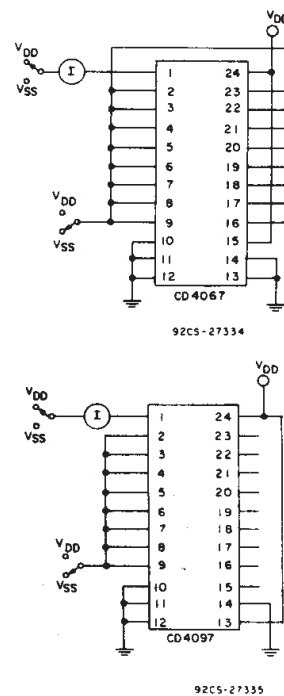 VDD
VDD
I
VSS
1 24
2 23
3 22
4 21
5 20
6 19
7 18
8 17
VDD
9 16
VSS
10 15
11 14
12 13
CD4067
92CS-27334
VDD
VDD
I
VSS
1 24
2 23
3 22
4 21
5 20
6 19
7 18
8 17
VDD
9 16
VSS
10 15
11 14
12 13
CD4097
92CS-27335